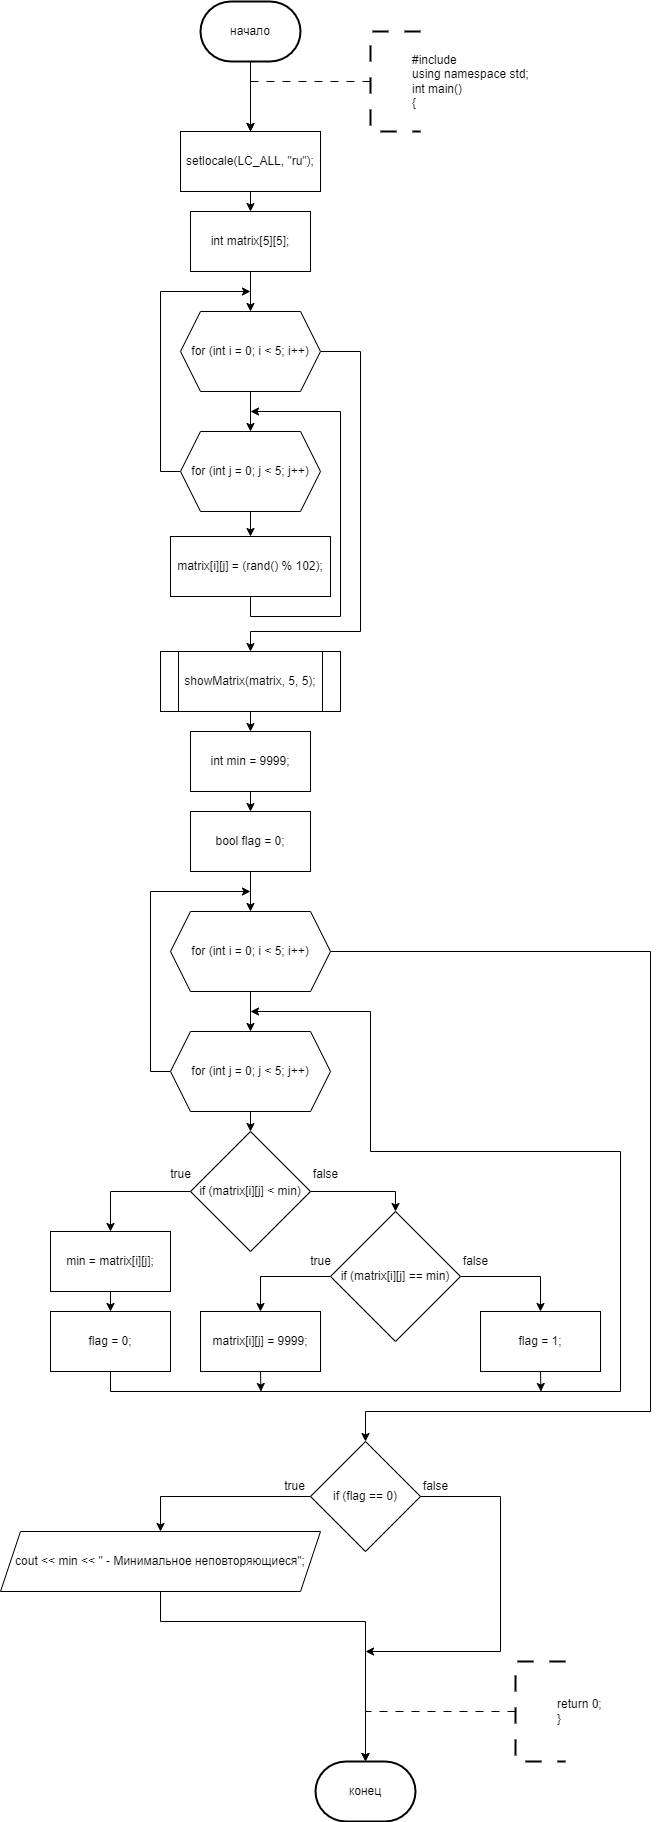 начало
#include
using namespace std;
int main()
{
setlocale(LC_ALL, "ru");
int matrix[5][5];
for (int i = 0; i < 5; i++)
for (int j = 0; j < 5; j++)
matrix[i][j] = (rand() % 102);
showMatrix(matrix, 5, 5);
int min = 9999;
bool flag = 0;
for (int i = 0; i < 5; i++)
for (int j = 0; j < 5; j++)
true
false
if (matrix[i][j] < min)
min = matrix[i][j];
true
false
if (matrix[i][j] == min)
flag = 0;
matrix[i][j] = 9999;
flag = 1;
true
false
if (flag == 0)
cout << min << " - Минимальное неповторяющиеся";
return 0;
}
конец